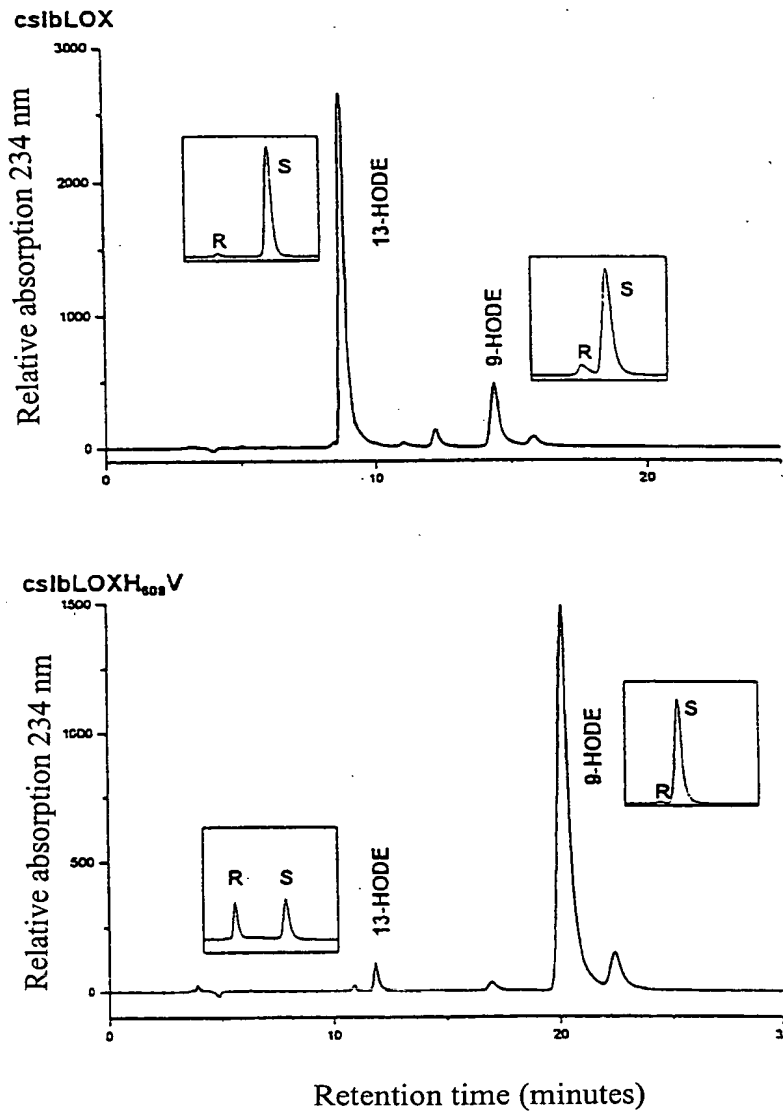 cslbLOX
3000
2000
1000
0
0
10
20
Relative absorption 234 nm
R
S
13-HODE
9-HODE
R
S
cslbLOXH₆₀₈V
1500
1000
500
0
0
10
20
Relative absorption 234 nm
R
S
13-HODE
9-HODE
R
S
Retention time (minutes)